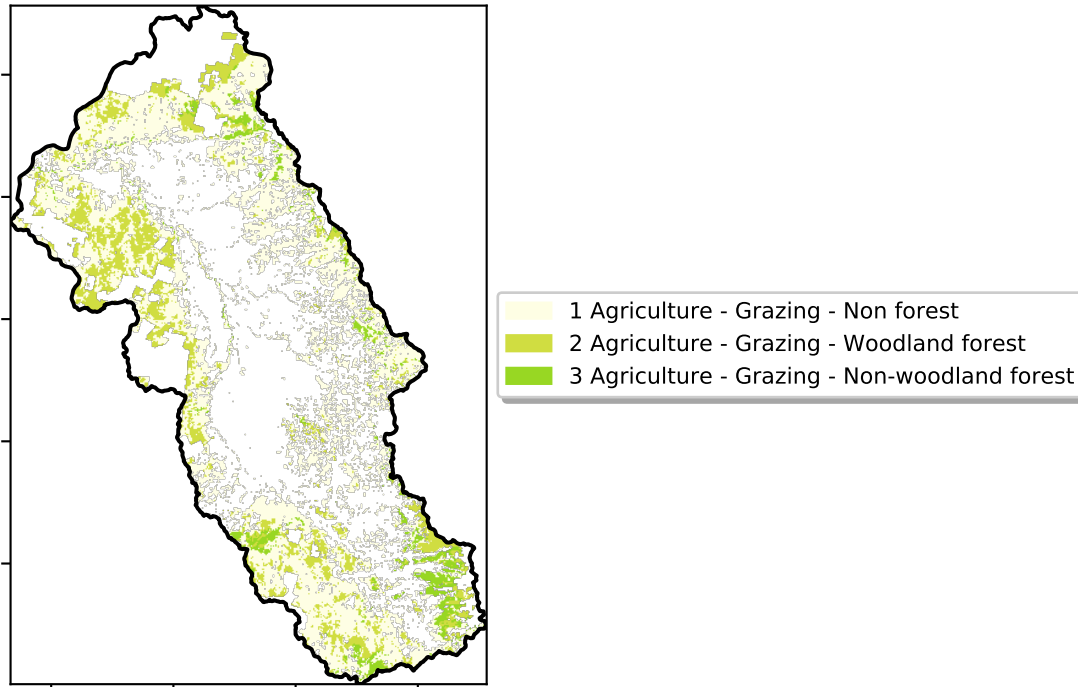 1 Agriculture - Grazing - Non forest
2 Agriculture - Grazing - Woodland forest
3 Agriculture - Grazing - Non-woodland forest